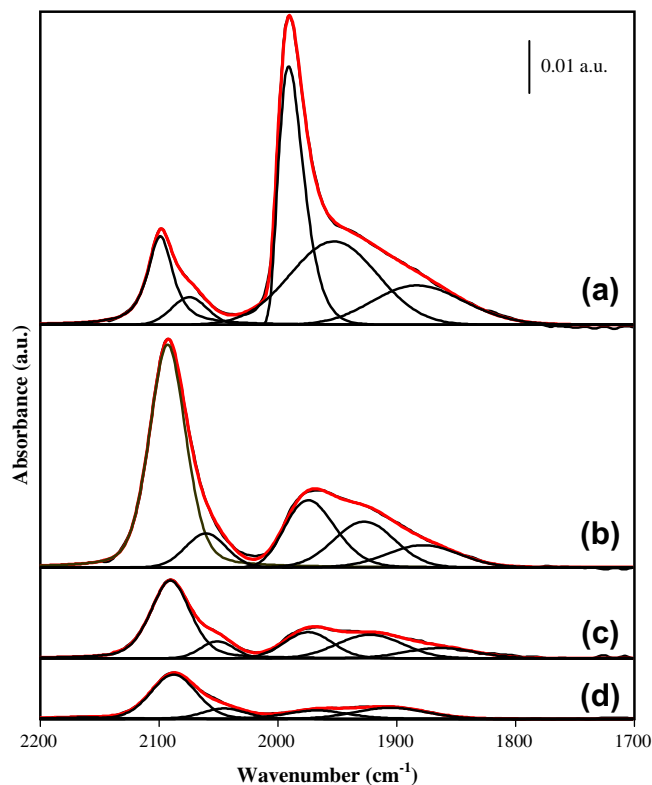 0.01 a.u.
(a)
Absorbance (a.u.)
(b)
(c)
(d)
2200 2100 2000 1900 1800 1700
Wavenumber (cm⁻¹)